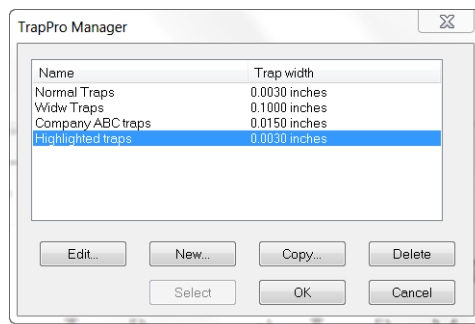 TrapPro Manager
Name Trap width
Normal Traps 0.0030 inches
Widw Traps 0.1000 inches
Company ABC traps 0.0150 inches
Highlighted traps 0.0030 inches
Edit... New... Copy... Delete
Select OK Cancel